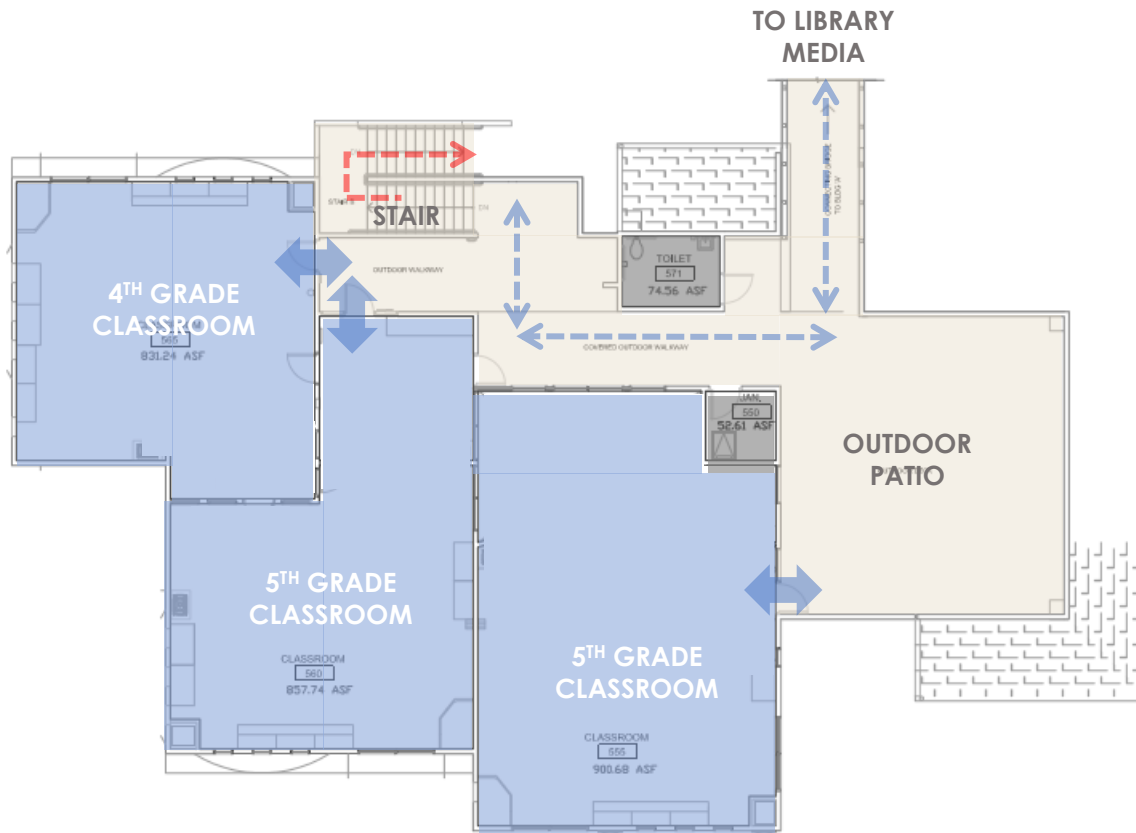 TO LIBRARY
MEDIA
TO BLDG 'A'
STAIR
OUTDOOR WALKWAY
TOILET
571
74.56 ASF
4TH GRADE
CLASSROOM
565
831.24 ASF
COVERED OUTDOOR WALKWAY
JAN.
550
52.61 ASF
OUTDOOR
PATIO
5TH GRADE
CLASSROOM
CLASSROOM
560
857.74 ASF
5TH GRADE
CLASSROOM
CLASSROOM
555
900.68 ASF